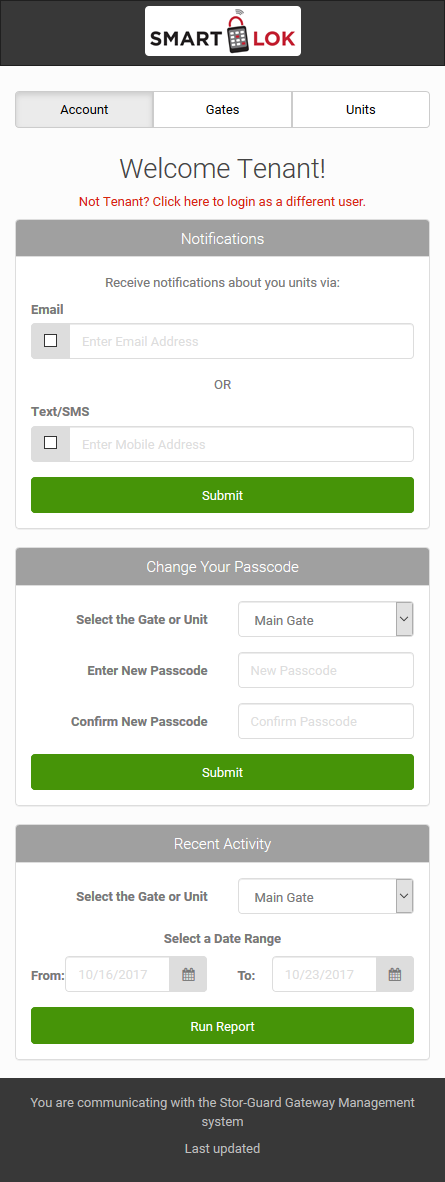 SMART LOK
Account
Gates
Units
Welcome Tenant!
Not Tenant? Click here to login as a different user.
Notifications
Receive notifications about you units via:
Email
Enter Email Address
OR
Text/SMS
Enter Mobile Address
Submit
Change Your Passcode
Select the Gate or Unit
Main Gate
Enter New Passcode
New Passcode
Confirm New Passcode
Confirm Passcode
Submit
Recent Activity
Select the Gate or Unit
Main Gate
Select a Date Range
From: 10/16/2017
To: 10/23/2017
Run Report
You are communicating with the Stor-Guard Gateway Management
system
Last updated